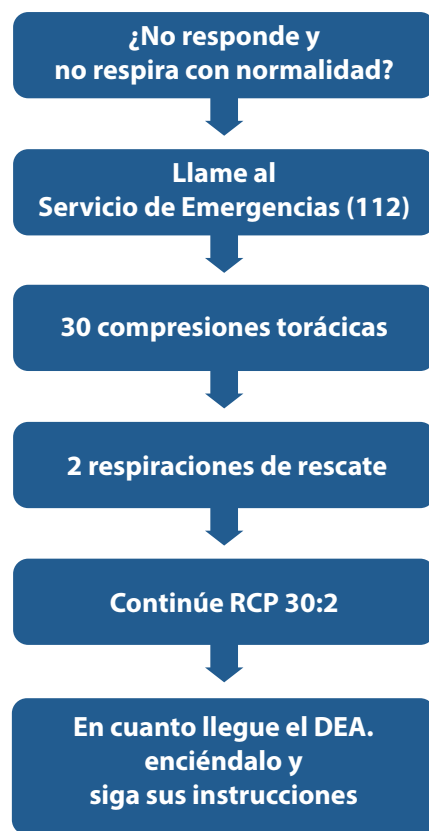 ¿No responde y
no respira con normalidad?
Llame al
Servicio de Emergencias (112)
30 compresiones torácicas
2 respiraciones de rescate
Continúe RCP 30:2
En cuanto llegue el DEA.
enciéndalo y
siga sus instrucciones